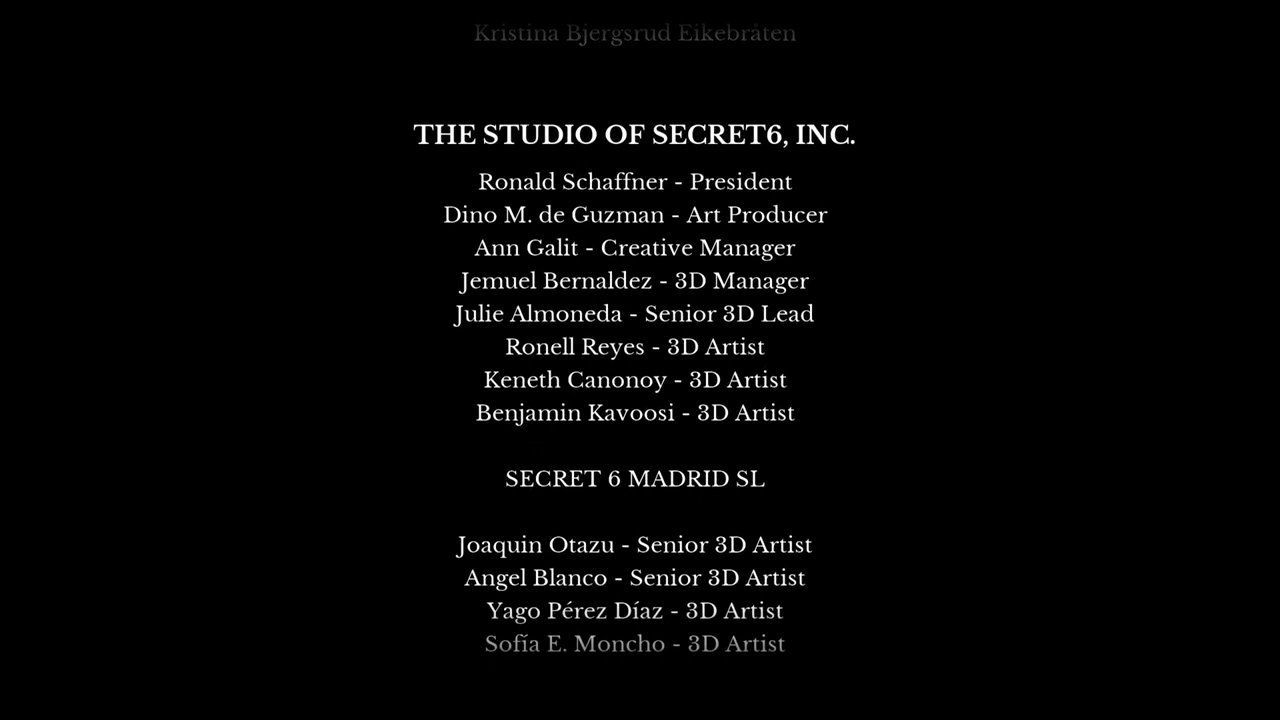 Kristina Bjergsrud Eikebråten
THE STUDIO OF SECRET6, INC.
Ronald Schaffner - President
Dino M. de Guzman - Art Producer
Ann Galit - Creative Manager
Jemuel Bernaldez - 3D Manager
Julie Almoneda - Senior 3D Lead
Ronell Reyes - 3D Artist
Keneth Canonoy - 3D Artist
Benjamin Kavoosi - 3D Artist
SECRET 6 MADRID SL
Joaquin Otazu - Senior 3D Artist
Angel Blanco - Senior 3D Artist
Yago Pérez Díaz - 3D Artist
Sofía E. Moncho - 3D Artist